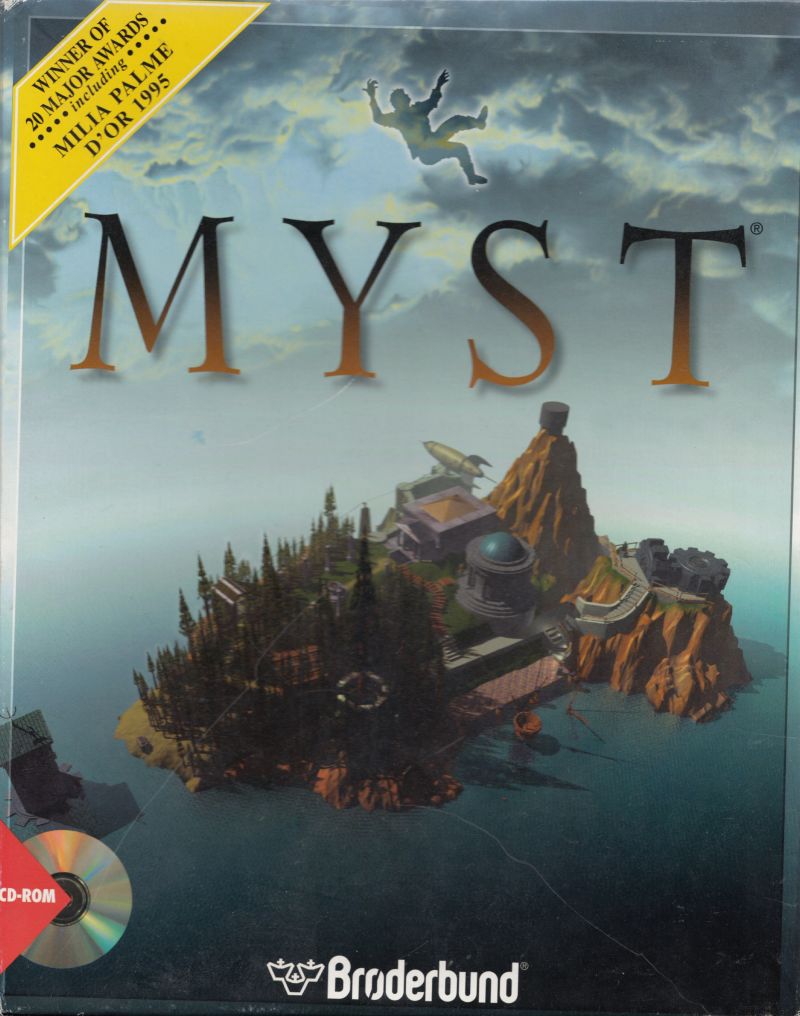 WINNER OF
20 MAJOR AWARDS
••••• including •••••
MILIA PALME
D'OR 1995
MYST®
CD-ROM
Brøderbund®